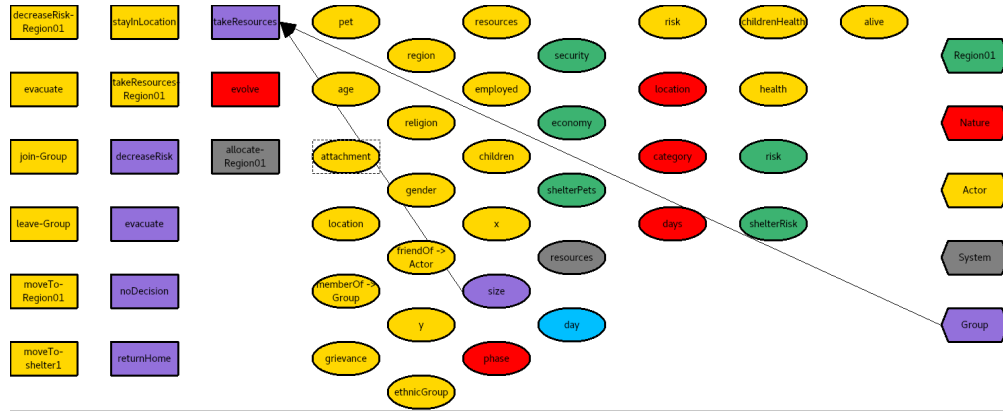 decreaseRisk-
Region01
stayInLocation
takeResources
pet
resources
risk
childrenHealth
alive
region
security
Region01
evacuate
takeResources-
Region01
evolve
age
employed
location
health
Nature
religion
economy
join-Group
decreaseRisk
allocate-
Region01
attachment
children
category
risk
Actor
gender
shelterPets
leave-Group
evacuate
location
x
days
shelterRisk
System
friendOf ->
Actor
resources
moveTo-
Region01
noDecision
memberOf ->
Group
size
Group
y
day
moveTo-
shelter1
returnHome
grievance
phase
ethnicGroup